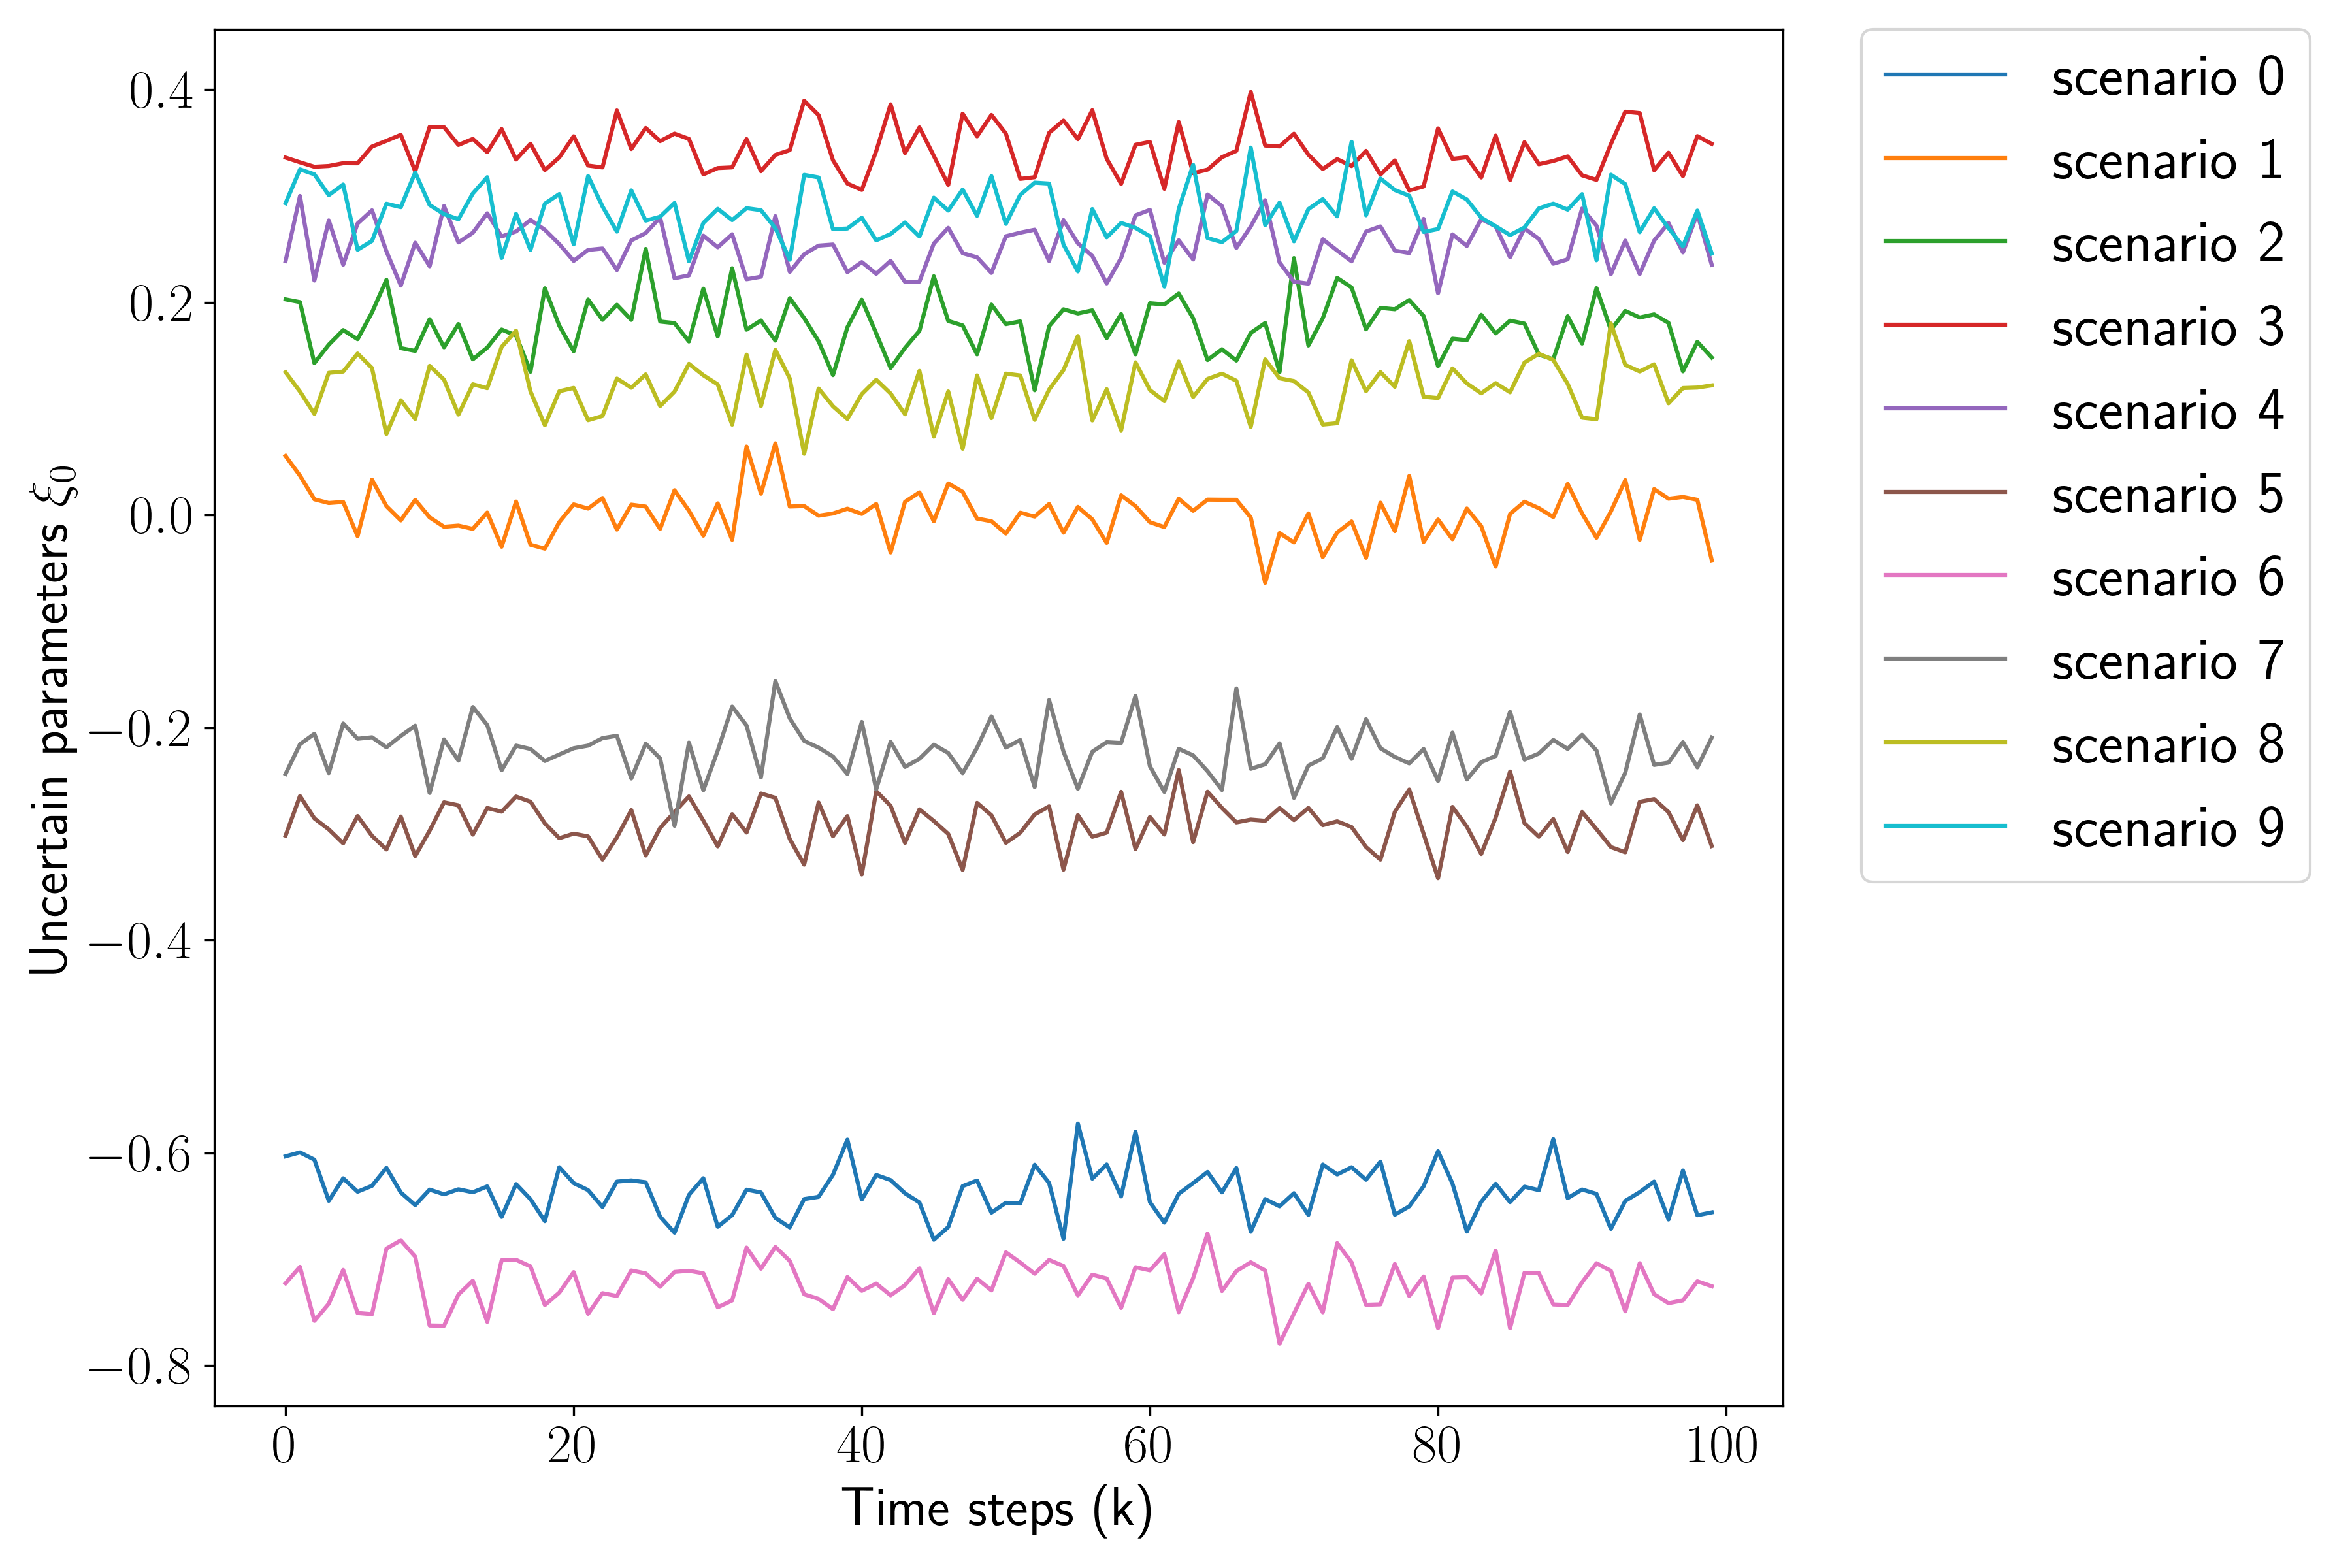 Uncertain parameters ξ₀
0.4
0.2
0.0
−0.2
−0.4
−0.6
−0.8
0 20 40 60 80 100
Time steps (k)
scenario 0
scenario 1
scenario 2
scenario 3
scenario 4
scenario 5
scenario 6
scenario 7
scenario 8
scenario 9